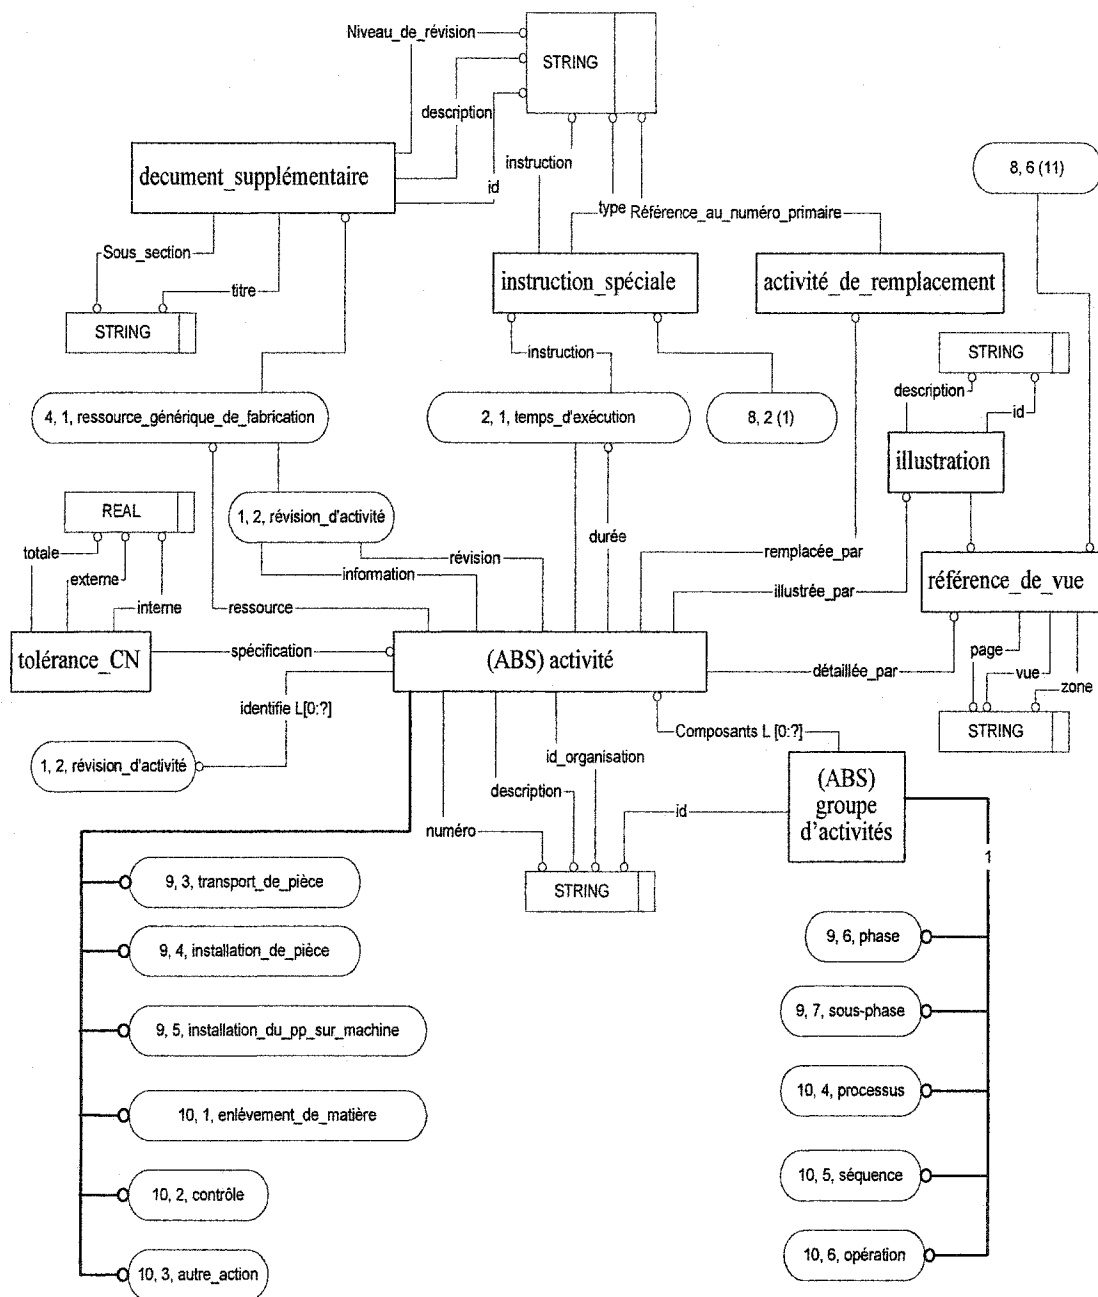 Niveau_de_révision
STRING
description
id
instruction
type
Référence_au_numéro_primaire
8, 6 (11)
decument_supplémentaire
Sous_section
titre
STRING
instruction_spéciale
activité_de_remplacement
STRING
description
id
instruction
4, 1, ressource_générique_de_fabrication
2, 1, temps_d'exécution
8, 2 (1)
illustration
REAL
totale
externe
interne
1, 2, révision_d'activité
révision
information
durée
remplacée_par
illustrée_par
référence_de_vue
ressource
tolérance_CN
spécification
(ABS) activité
détaillée_par
page
vue
zone
STRING
identifie L[0:?]
1, 2, révision_d'activité
Composants L [0:?]
id_organisation
description
numéro
id
STRING
(ABS)
groupe
d'activités
1
9, 3, transport_de_pièce
9, 4, installation_de_pièce
9, 5, installation_du_pp_sur_machine
10, 1, enlévement_de_matière
10, 2, contrôle
10, 3, autre_action
9, 6, phase
9, 7, sous-phase
10, 4, processus
10, 5, séquence
10, 6, opération